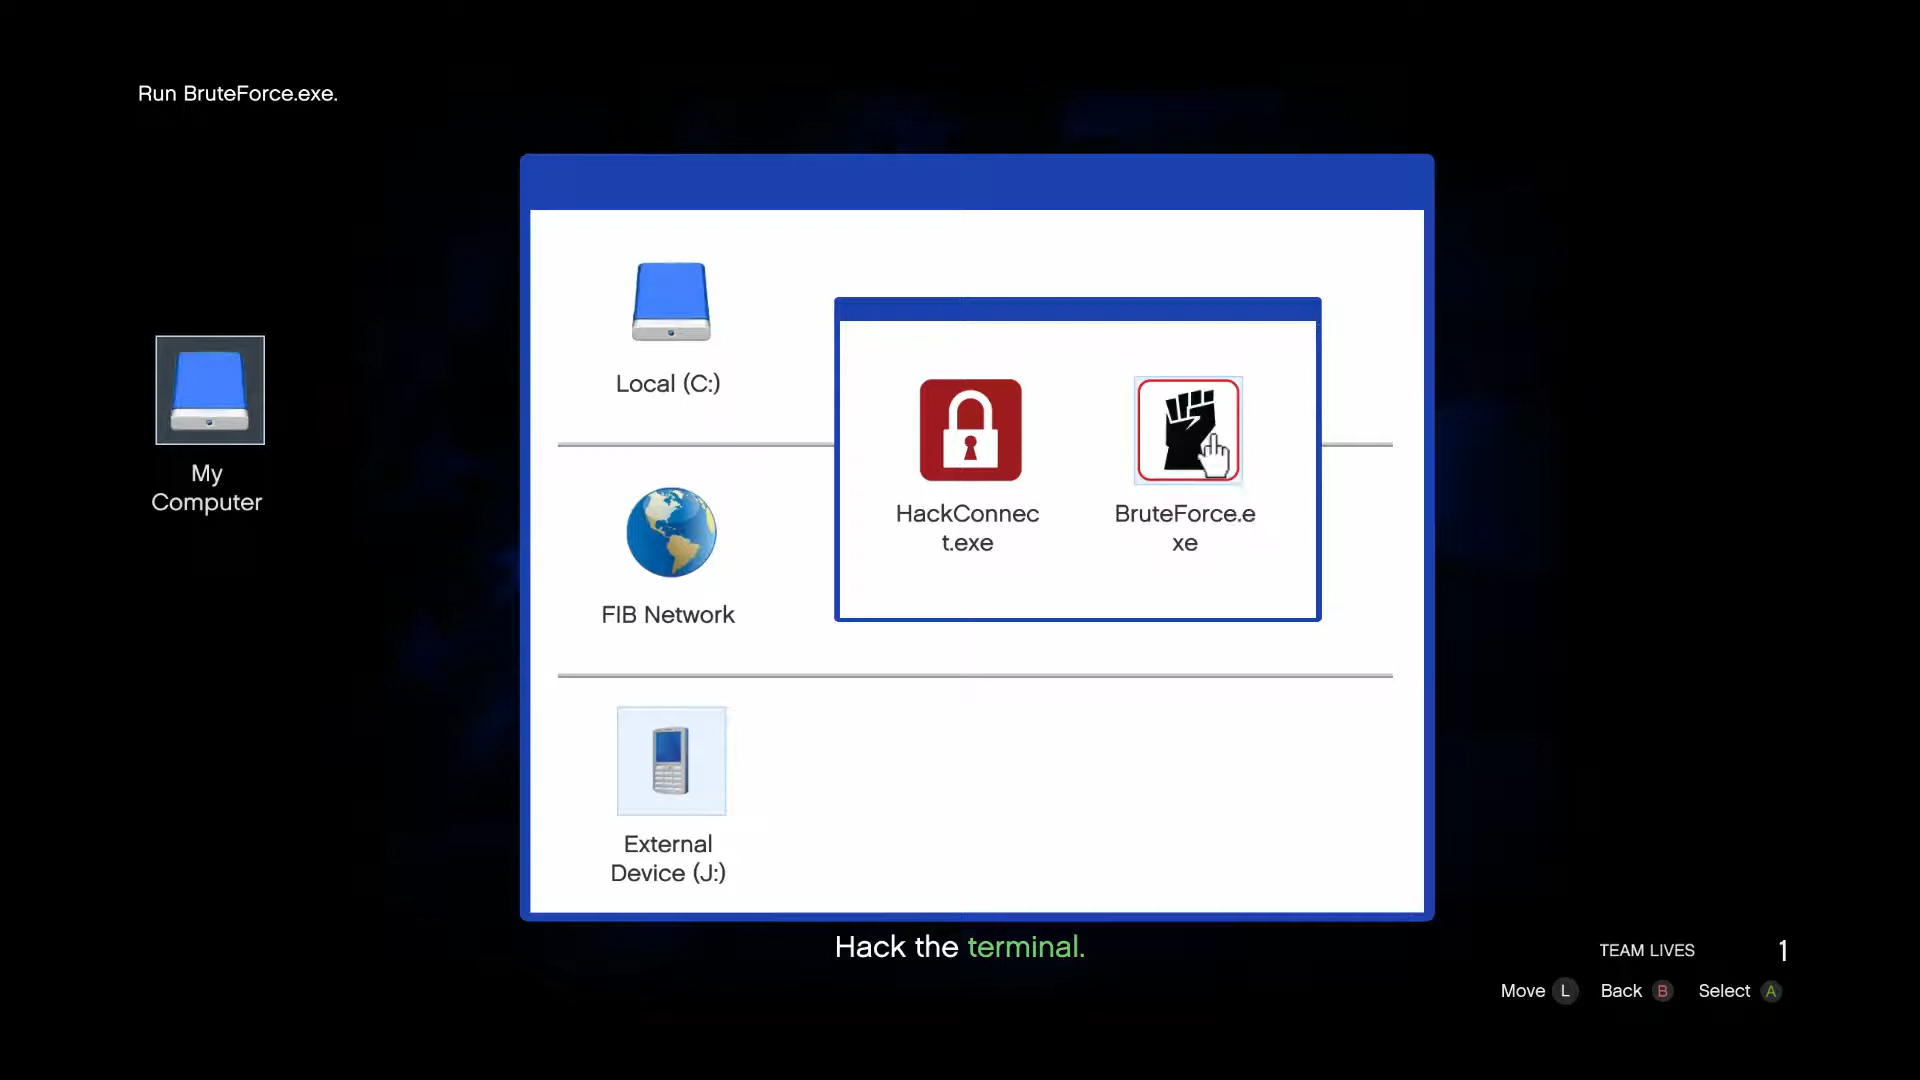 Run BruteForce.exe.
My
Computer
Local (C:)
HackConnec
t.exe
BruteForce.e
xe
FIB Network
External
Device (J:)
Hack the terminal.
TEAM LIVES 1
Move L Back B Select A